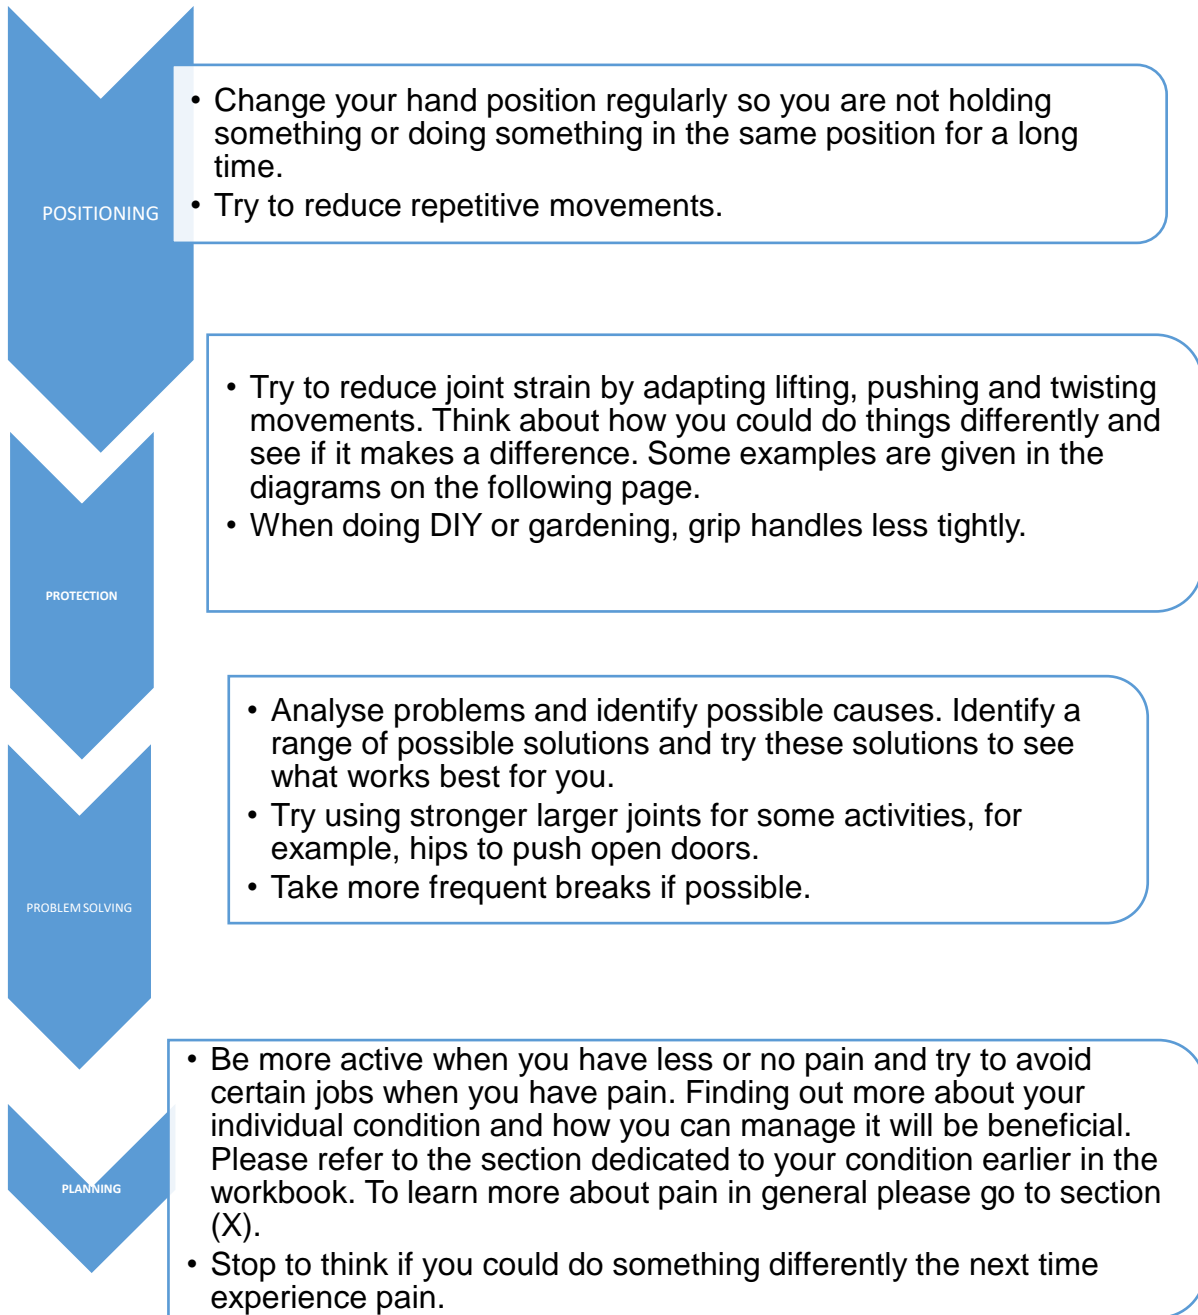 POSITIONING
• Change your hand position regularly so you are not holding
something or doing something in the same position for a long
time.
• Try to reduce repetitive movements.
PROTECTION
• Try to reduce joint strain by adapting lifting, pushing and twisting
movements. Think about how you could do things differently and
see if it makes a difference. Some examples are given in the
diagrams on the following page.
• When doing DIY or gardening, grip handles less tightly.
PROBLEM SOLVING
• Analyse problems and identify possible causes. Identify a
range of possible solutions and try these solutions to see
what works best for you.
• Try using stronger larger joints for some activities, for
example, hips to push open doors.
• Take more frequent breaks if possible.
PLANNING
• Be more active when you have less or no pain and try to avoid
certain jobs when you have pain. Finding out more about your
individual condition and how you can manage it will be beneficial.
Please refer to the section dedicated to your condition earlier in the
workbook. To learn more about pain in general please go to section
(X).
• Stop to think if you could do something differently the next time
experience pain.